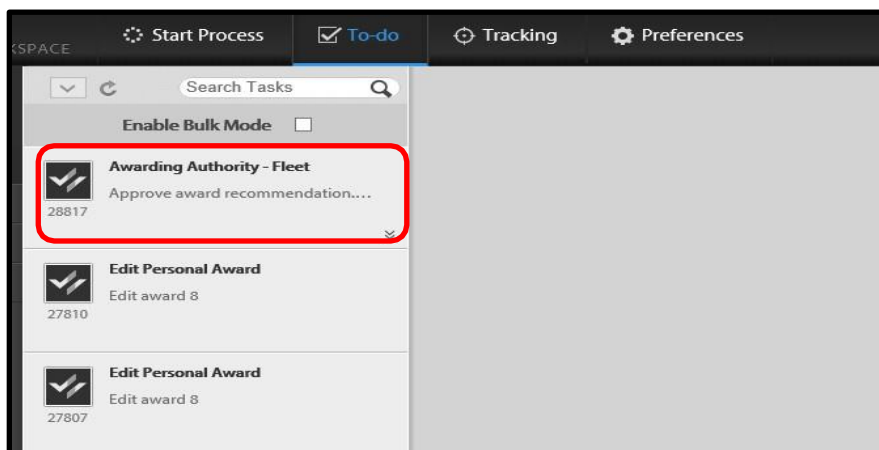 Start Process
To-do
Tracking
Preferences
SPACE
Search Tasks
Enable Bulk Mode
Awarding Authority - Fleet
Approve award recommendation....
28817
Edit Personal Award
Edit award 8
27810
Edit Personal Award
Edit award 8
27807